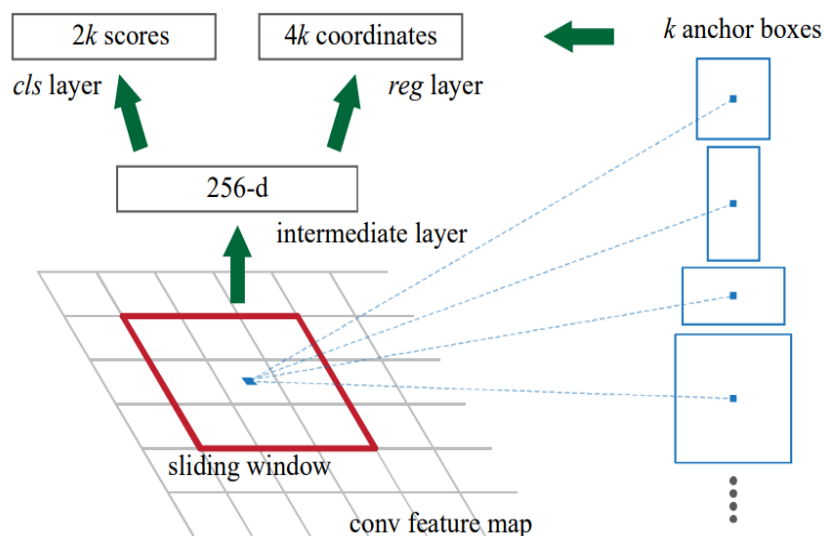 2k scores
4k coordinates
k anchor boxes
cls layer
reg layer
256-d
intermediate layer
sliding window
conv feature map